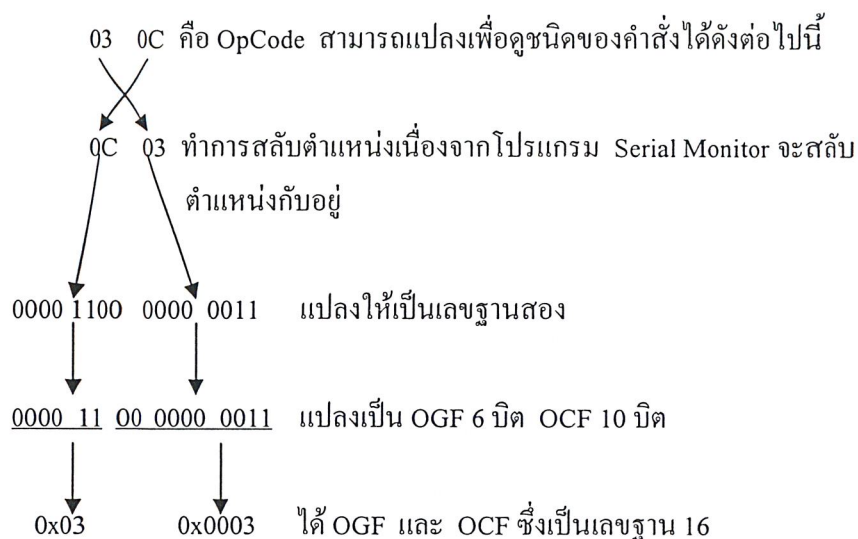 03 0C คือ OpCode สามารถแปลงเพื่อดูชนิดของคำสั่งได้ดังต่อไปนี้
0C 03 ทำการสลับตำแหน่งเนื่องจากโปรแกรม Serial Monitor จะสลับ
ตำแหน่งกับอยู่
0000 1100 0000 0011 แปลงให้เป็นเลขฐานสอง
0000 11 00 0000 0011 แปลงเป็น OGF 6 บิต OCF 10 บิต
0x03 0x0003 ได้ OGF และ OCF ซึ่งเป็นเลขฐาน 16